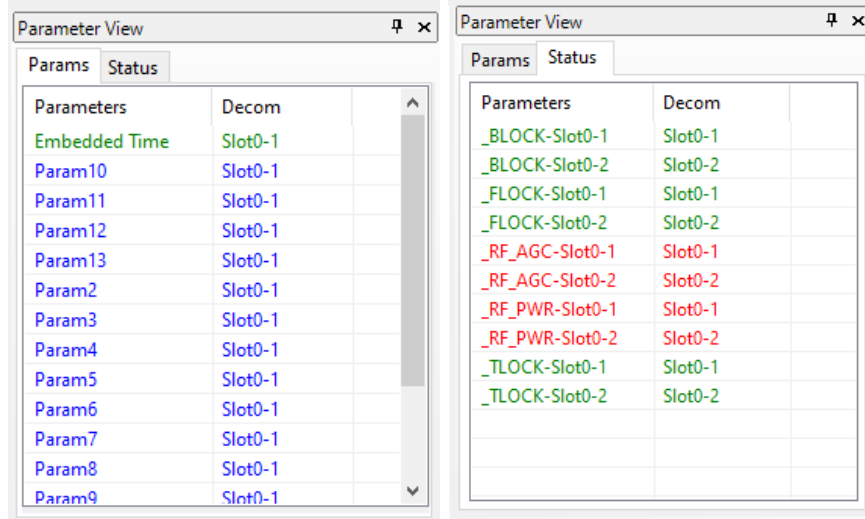 Parameter View
Params Status
Parameters Decom
Embedded Time Slot0-1
Param10 Slot0-1
Param11 Slot0-1
Param12 Slot0-1
Param13 Slot0-1
Param2 Slot0-1
Param3 Slot0-1
Param4 Slot0-1
Param5 Slot0-1
Param6 Slot0-1
Param7 Slot0-1
Param8 Slot0-1
Param9 Slot0-1
Parameter View
Params Status
Parameters Decom
_BLOCK-Slot0-1 Slot0-1
_BLOCK-Slot0-2 Slot0-2
_FLOCK-Slot0-1 Slot0-1
_FLOCK-Slot0-2 Slot0-2
_RF_AGC-Slot0-1 Slot0-1
_RF_AGC-Slot0-2 Slot0-2
_RF_PWR-Slot0-1 Slot0-1
_RF_PWR-Slot0-2 Slot0-2
_TLOCK-Slot0-1 Slot0-1
_TLOCK-Slot0-2 Slot0-2